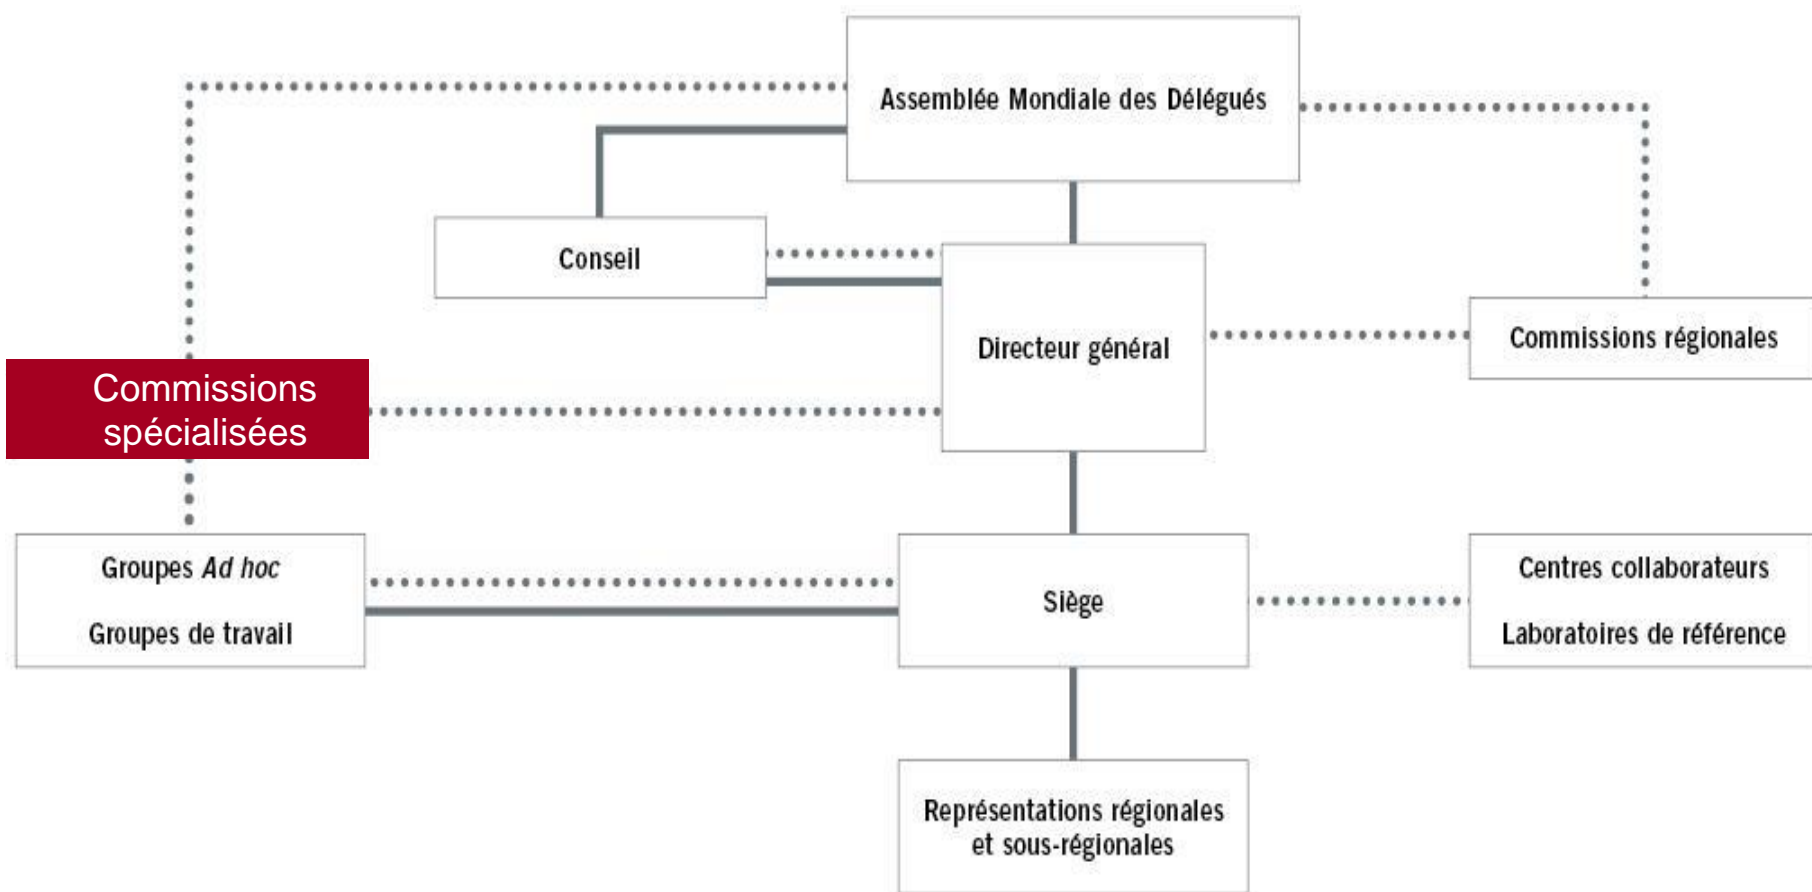 Assemblée Mondiale des Délégués
Conseil
Directeur général
Commissions régionales
Commissions
spécialisées
Groupes Ad hoc
Groupes de travail
Siège
Centres collaborateurs
Laboratoires de référence
Représentations régionales
et sous-régionales